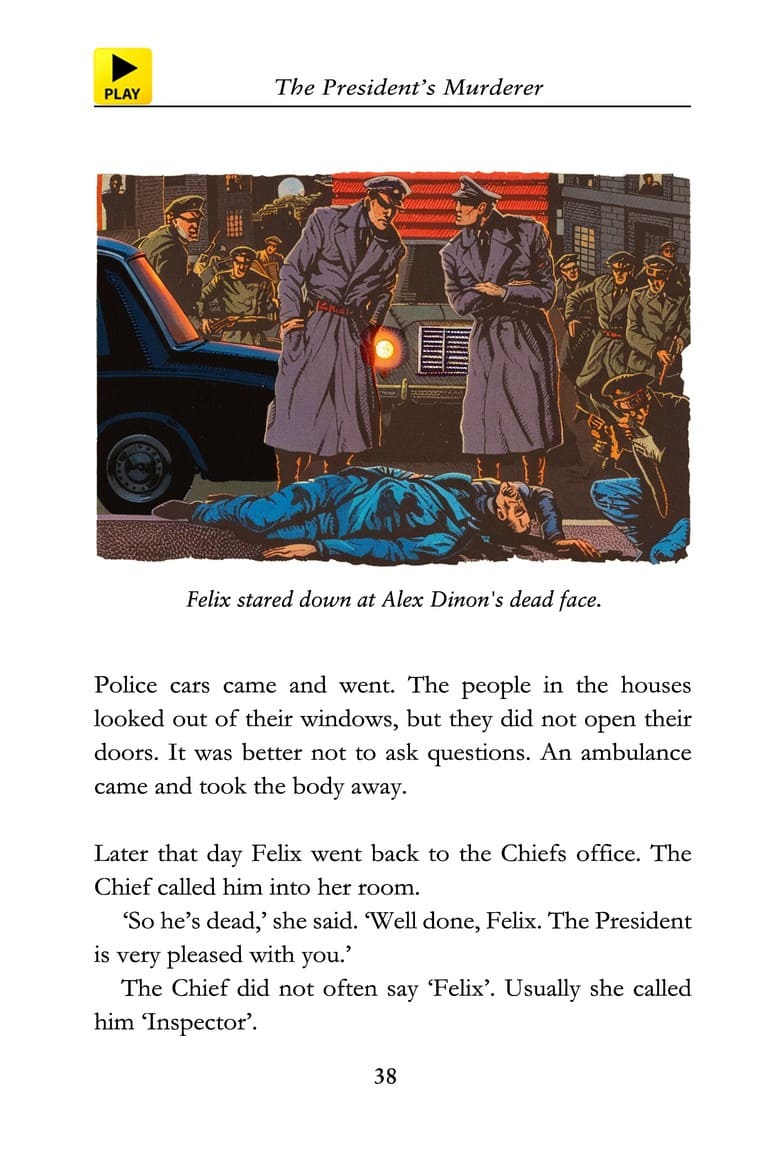 PLAY
The President’s Murderer
Felix stared down at Alex Dinon's dead face.
Police cars came and went. The people in the houses
looked out of their windows, but they did not open their
doors. It was better not to ask questions. An ambulance
came and took the body away.
Later that day Felix went back to the Chiefs office. The
Chief called him into her room.
‘So he’s dead,’ she said. ‘Well done, Felix. The President
is very pleased with you.’
The Chief did not often say ‘Felix’. Usually she called
him ‘Inspector’.
38